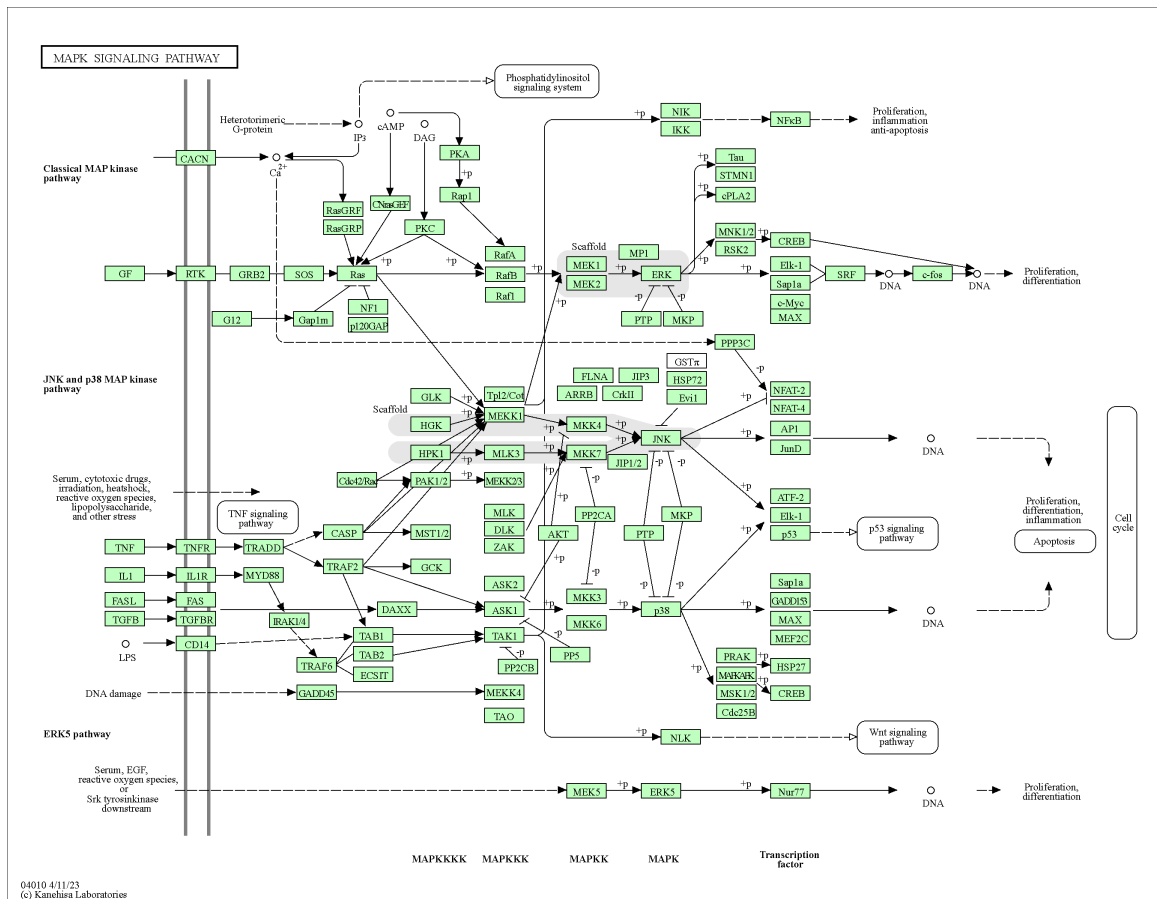 MAPK SIGNALING PATHWAY
Phosphatidylinositol
signaling system
Heterotorimeric
G-protein
IP3
cAMP
DAG
+p
NIK
IKK
NFκB
Proliferation,
inflammation
anti-apoptosis
Classical MAP kinase
pathway
CACN
Ca2+
PKA
+p
Rap1
+p
Tau
STMN1
+p
cPLA2
RasGRF
RasGRP
CNrasGEF
PKC
MNK1/2
RSK2
+p
+p
CREB
Scaffold
MP1
GF
RTK
GRB2
SOS
Ras
+p
+p
RafA
RafB
Raf1
+p
+p
MEK1
MEK2
+p
ERK
+p
+p
Elk-1
Sap1a
c-Myc
MAX
SRF
DNA
c-fos
DNA
Proliferation,
differentiation
G12
Gap1m
NF1
p120GAP
-p
-p
PTP
MKP
PPP3C
-p
JNK and p38 MAP kinase
pathway
GSTπ
HSP72
Evi1
FLNA
JIP3
ARRB
CrkII
Scaffold
GLK
HGK
HPK1
PAK1/2
+p
+p
+p
+p
Tpl2/Cot
MEKK1
MLK3
MEKK2/3
+p
+p
+p
MKK4
MKK7
+p
+p
JNK
JIP1/2
+p
+p
+p
NFAT-2
NFAT-4
AP1
JunD
DNA
Cdc42/Rac
Serum, cytotoxic drugs,
irradiation, heatshock,
reactive oxygen species,
lipopolysaccharide,
and other stress
TNF signaling
pathway
MLK
DLK
ZAK
+p
-p
-p
-p
AKT
PP2CA
PTP
MKP
+p
-p
-p
-p
ATF-2
Elk-1
p53
+p
p53 signaling
pathway
Proliferation,
differentiation,
inflammation
Apoptosis
Cell
cycle
TNF
TNFR
TRADD
CASP
MST1/2
TRAF2
GCK
IL1
IL1R
MYD88
FASL
FAS
TGFB
TGFBR
IRAK1/4
DAXX
ASK2
ASK1
+p
MKK3
MKK6
+p
p38
+p
Sap1a
GADD153
MAX
MEF2C
DNA
LPS
CD14
TRAF6
TAB1
TAB2
ECSIT
TAK1
-p
-p
PP2CB
PP5
+p
PRAK
MAPKAPK
MSK1/2
Cdc25B
+p
+p
HSP27
CREB
DNA damage
GADD45
MEKK4
TAO
+p
NLK
Wnt signaling
pathway
ERK5 pathway
Serum, EGF,
reactive oxygen species,
or
Srk tyrosinkinase
downstream
MEK5
+p
ERK5
+p
Nur77
DNA
Proliferation,
differentiation
MAPKKKK
MAPKKK
MAPKK
MAPK
Transcription
factor
04010 4/11/23
(c) Kanehisa Laboratories